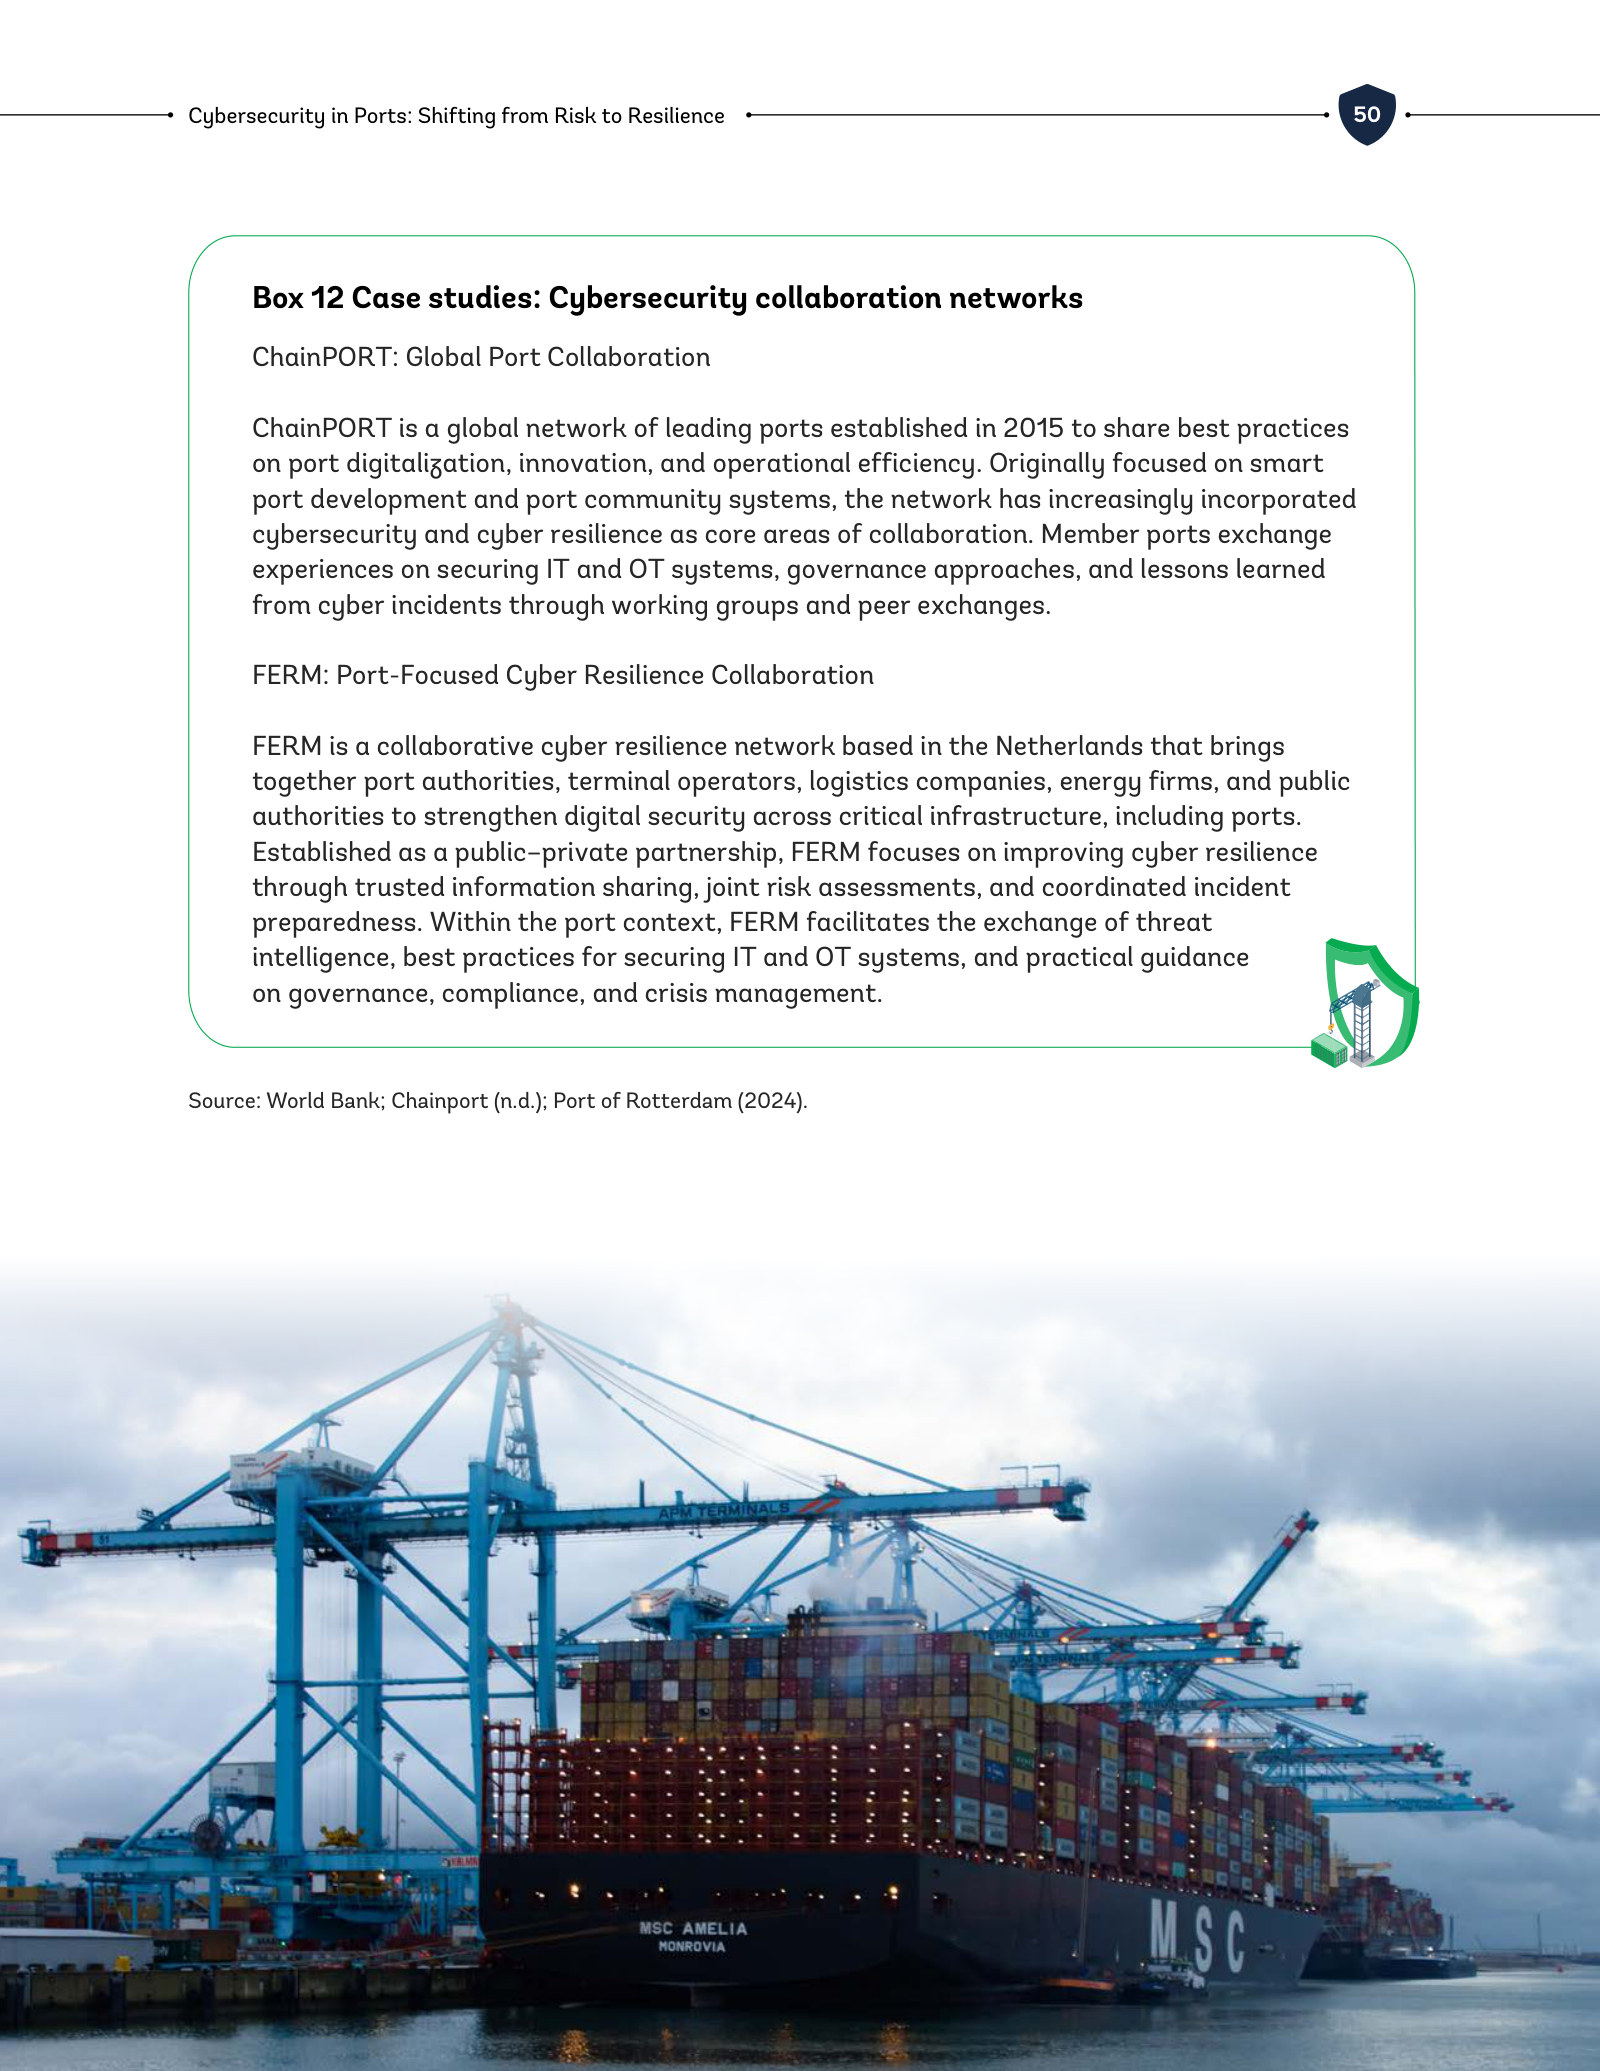 Cybersecurity in Ports: Shifting from Risk to Resilience
50
Box 12 Case studies: Cybersecurity collaboration networks
ChainPORT: Global Port Collaboration
ChainPORT is a global network of leading ports established in 2015 to share best practices
on port digitalization, innovation, and operational efficiency. Originally focused on smart
port development and port community systems, the network has increasingly incorporated
cybersecurity and cyber resilience as core areas of collaboration. Member ports exchange
experiences on securing IT and OT systems, governance approaches, and lessons learned
from cyber incidents through working groups and peer exchanges.
FERM: Port-Focused Cyber Resilience Collaboration
FERM is a collaborative cyber resilience network based in the Netherlands that brings
together port authorities, terminal operators, logistics companies, energy firms, and public
authorities to strengthen digital security across critical infrastructure, including ports.
Established as a public–private partnership, FERM focuses on improving cyber resilience
through trusted information sharing, joint risk assessments, and coordinated incident
preparedness. Within the port context, FERM facilitates the exchange of threat
intelligence, best practices for securing IT and OT systems, and practical guidance
on governance, compliance, and crisis management.
Source: World Bank; Chainport (n.d.); Port of Rotterdam (2024).
APM TERMINALS
51
TERMINALS
APM TERMINALS
MSC AMELIA
MONROVIA
MSC